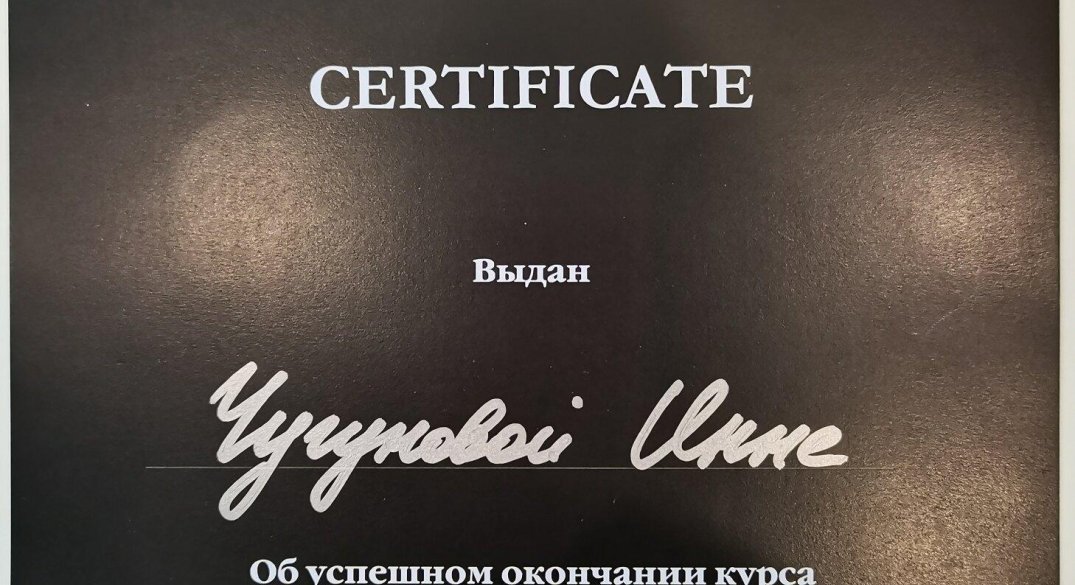 CERTIFICATE
Выдан
Чугуновой Инне
Об успешном окончании курса